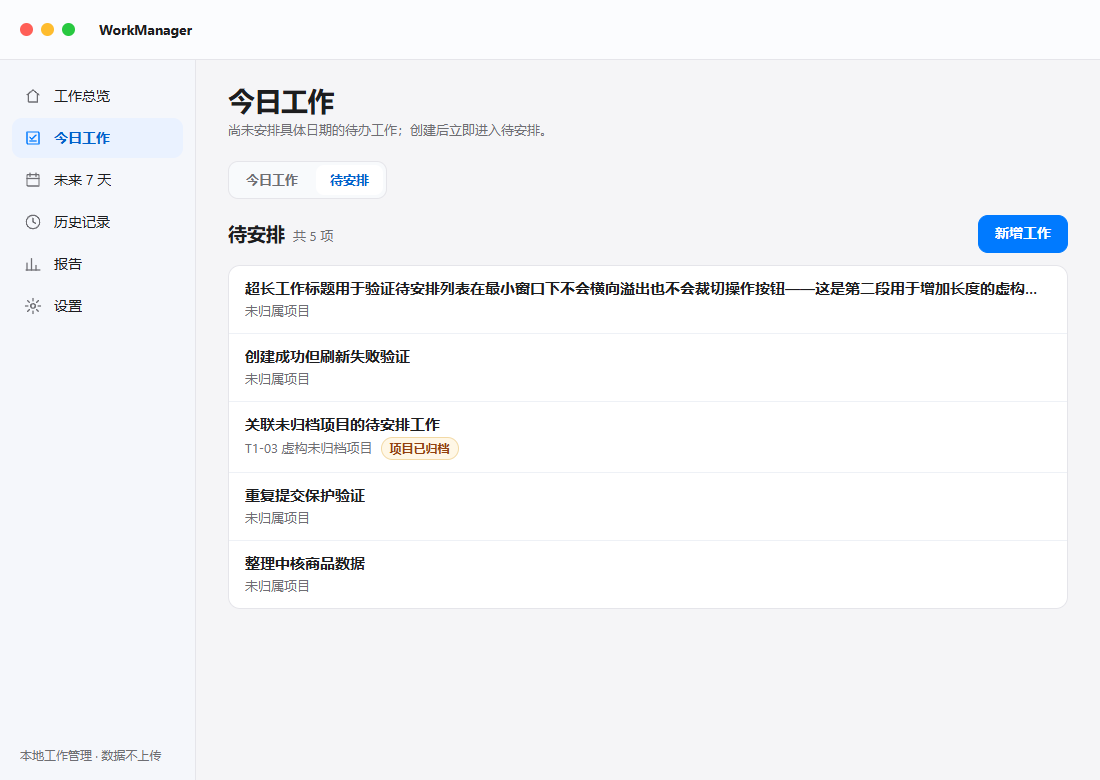 WorkManager
工作总览
今日工作
未来 7 天
历史记录
报告
设置
本地工作管理 · 数据不上传
今日工作
尚未安排具体日期的待办工作；创建后立即进入待安排。
今日工作 待安排
待安排 共 5 项
新增工作
超长工作标题用于验证待安排列表在最小窗口下不会横向溢出也不会裁切操作按钮——这是第二段用于增加长度的虚构...
未归属项目
创建成功但刷新失败验证
未归属项目
关联未归档项目的待安排工作
T1-03 虚构未归档项目 项目已归档
重复提交保护验证
未归属项目
整理中核商品数据
未归属项目